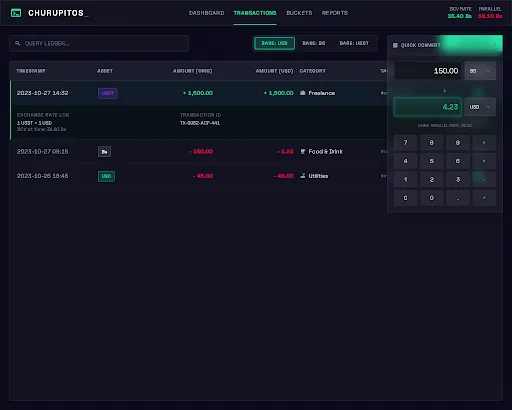 CHURUPITOS_
DASHBOARD TRANSACTIONS BUCKETS REPORTS
BCV RATE PARALLEL
QUERY LEDGER...
BASE: USD BASE: BS BASE: USDT
QUICK CONVERT
TIMESTAMP ASSET AMOUNT (ORIG) AMOUNT (USD) CATEGORY
150.00 BS
2023-10-27 14:32 USDT + 1,500.00 + 1,500.00 Freelance
4.23 USD
EXCHANGE RATE LOG TRANSACTION ID
1 USDT = 1 USD
7 8 9
2023-10-27 09:15 Bs - 150.00 - 4.23 Food & Drink
4 5 6
2023-10-26 18:45 USD - 45.00 - 45.00 Utilities
1 2 3
C 0 .